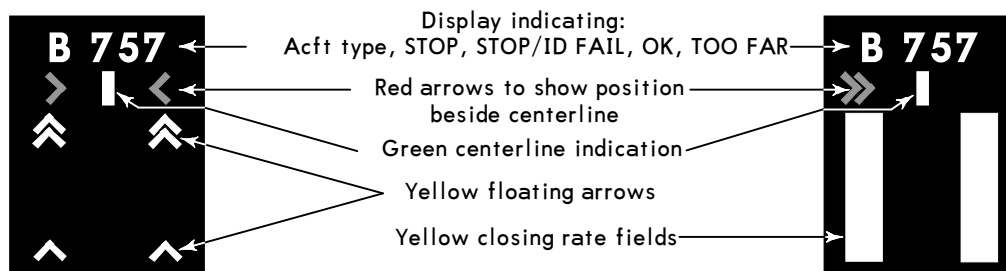 Display indicating:
B 757
Acft type, STOP, STOP/ID FAIL, OK, TOO FAR
B 757
Red arrows to show position
beside centerline
Green centerline indication
Yellow floating arrows
Yellow closing rate fields